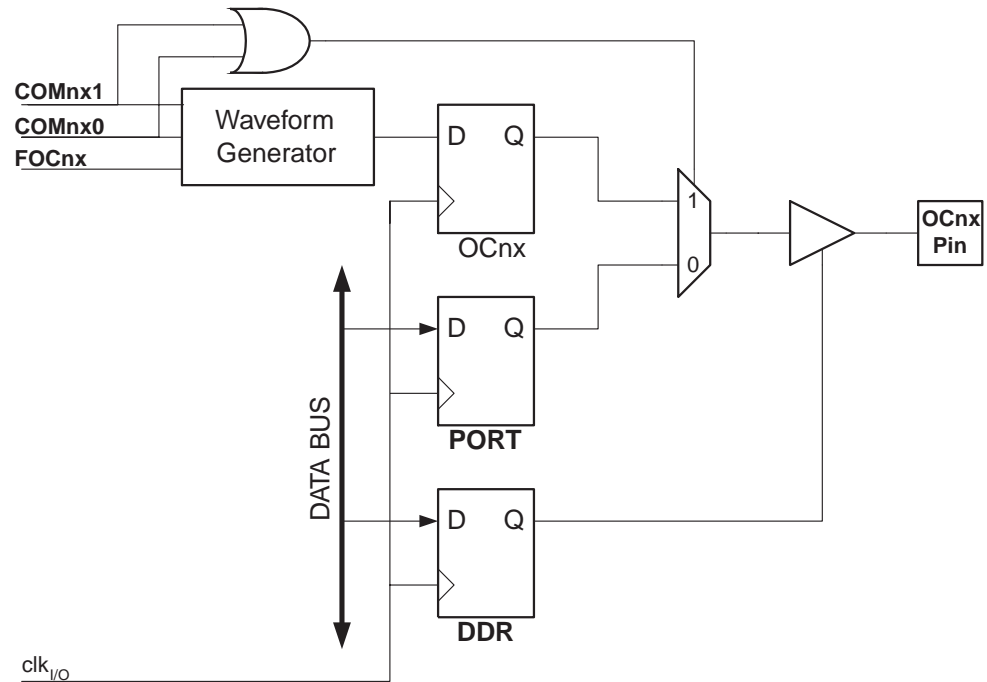 COMnx1
COMnx0
FOCnx
Waveform
Generator
D Q
OCnx
1
0
OCnx
Pin
D Q
PORT
DATA BUS
D Q
DDR
clkI/O